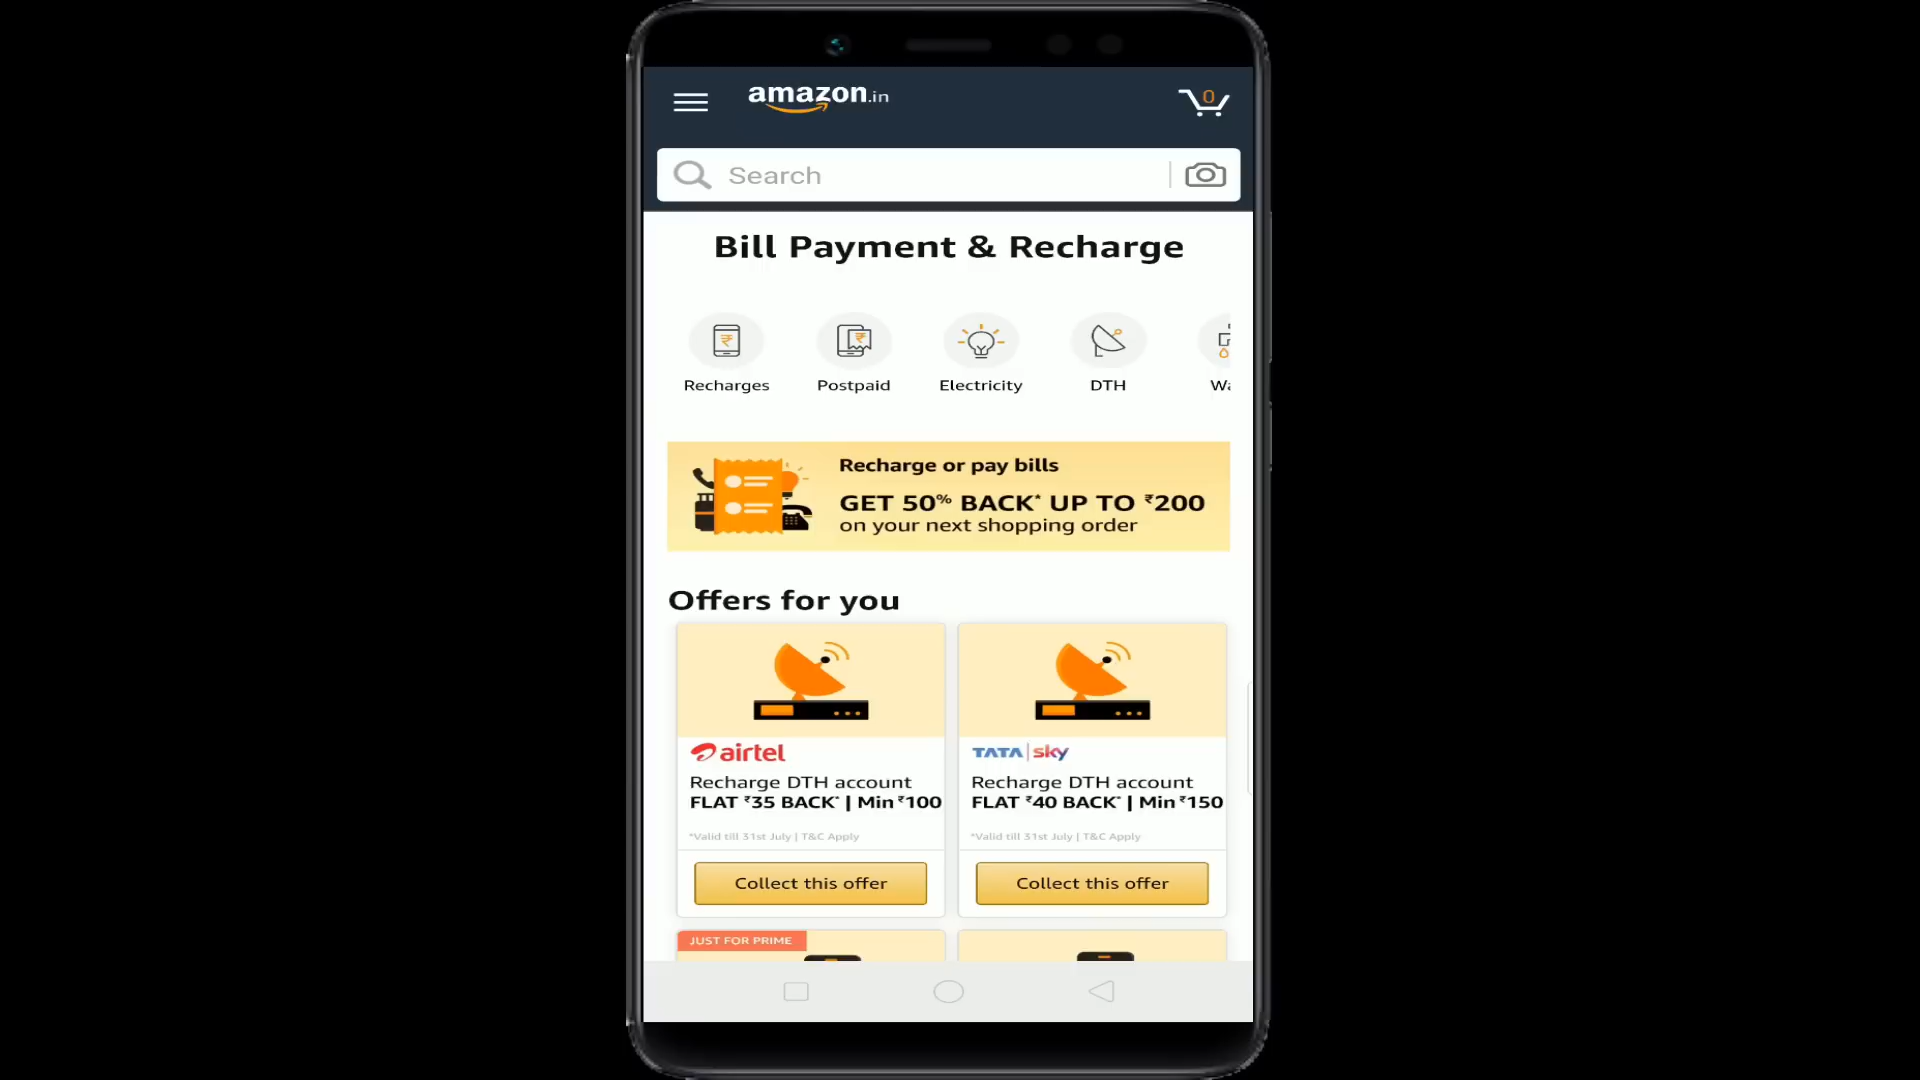 amazon.in
0
Search
Bill Payment & Recharge
Recharges
Postpaid
Electricity
DTH
Recharge or pay bills
GET 50% BACK* UP TO ₹200
on your next shopping order
Offers for you
airtel
Recharge DTH account
FLAT ₹35 BACK* | Min ₹100
*Valid till 31st July | T&C Apply
Collect this offer
TATA sky
Recharge DTH account
FLAT ₹40 BACK* | Min ₹150
*Valid till 31st July | T&C Apply
Collect this offer
JUST FOR PRIME